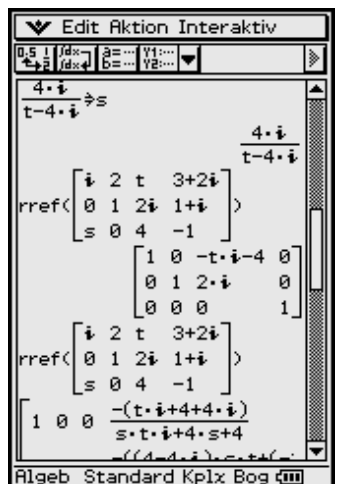 Edit Aktion Interaktiv
4·i/(t-4·i)⇒s
4·i/(t-4·i)
rref([i 2 t 3+2i
0 1 2i 1+i
s 0 4 -1])
[1 0 -t·i-4 0
0 1 2·i 0
0 0 0 1]
rref([i 2 t 3+2i
0 1 2i 1+i
s 0 4 -1])
[1 0 0 -(t·i+4+4·i)/(s·t·i+4·s+4)
Algeb Standard Kplx Bog